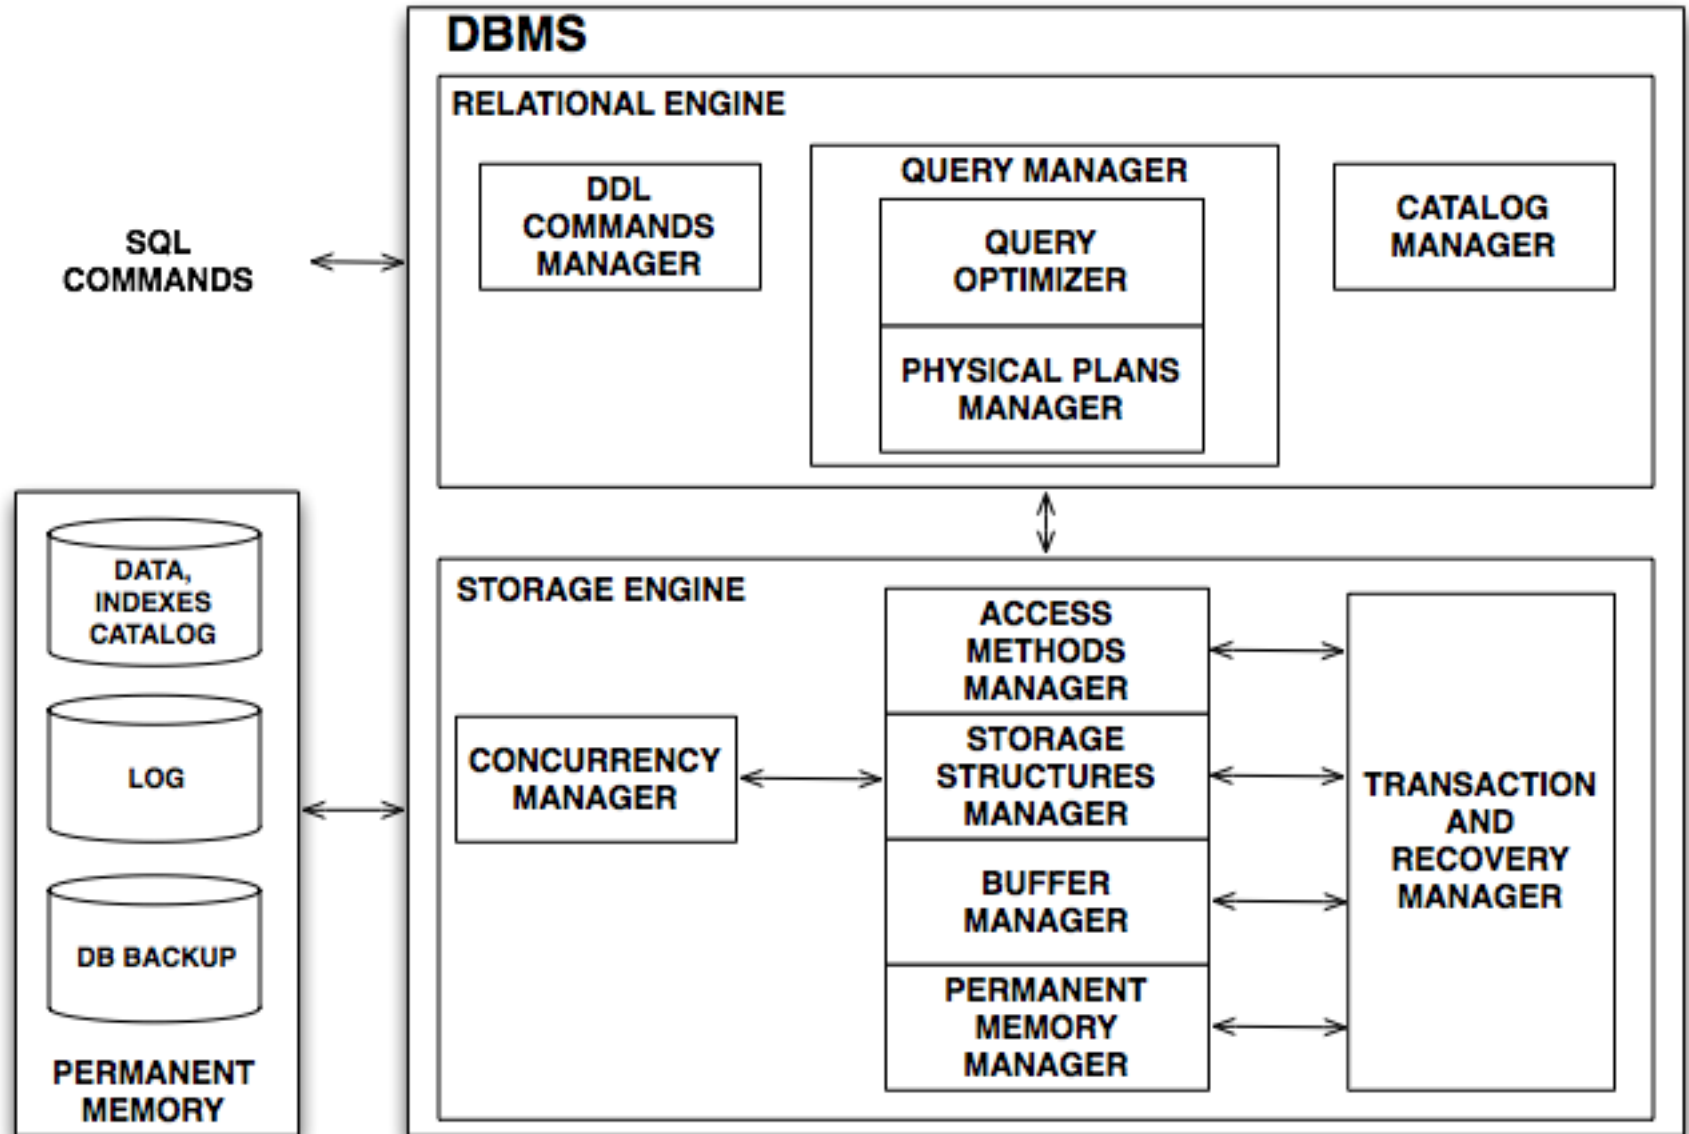 DBMS
RELATIONAL ENGINE
DDL
COMMANDS
MANAGER
QUERY MANAGER
QUERY
OPTIMIZER
PHYSICAL PLANS
MANAGER
CATALOG
MANAGER
SQL
COMMANDS
DATA,
INDEXES
CATALOG
LOG
DB BACKUP
PERMANENT
MEMORY
STORAGE ENGINE
CONCURRENCY
MANAGER
ACCESS
METHODS
MANAGER
STORAGE
STRUCTURES
MANAGER
BUFFER
MANAGER
PERMANENT
MEMORY
MANAGER
TRANSACTION
AND
RECOVERY
MANAGER